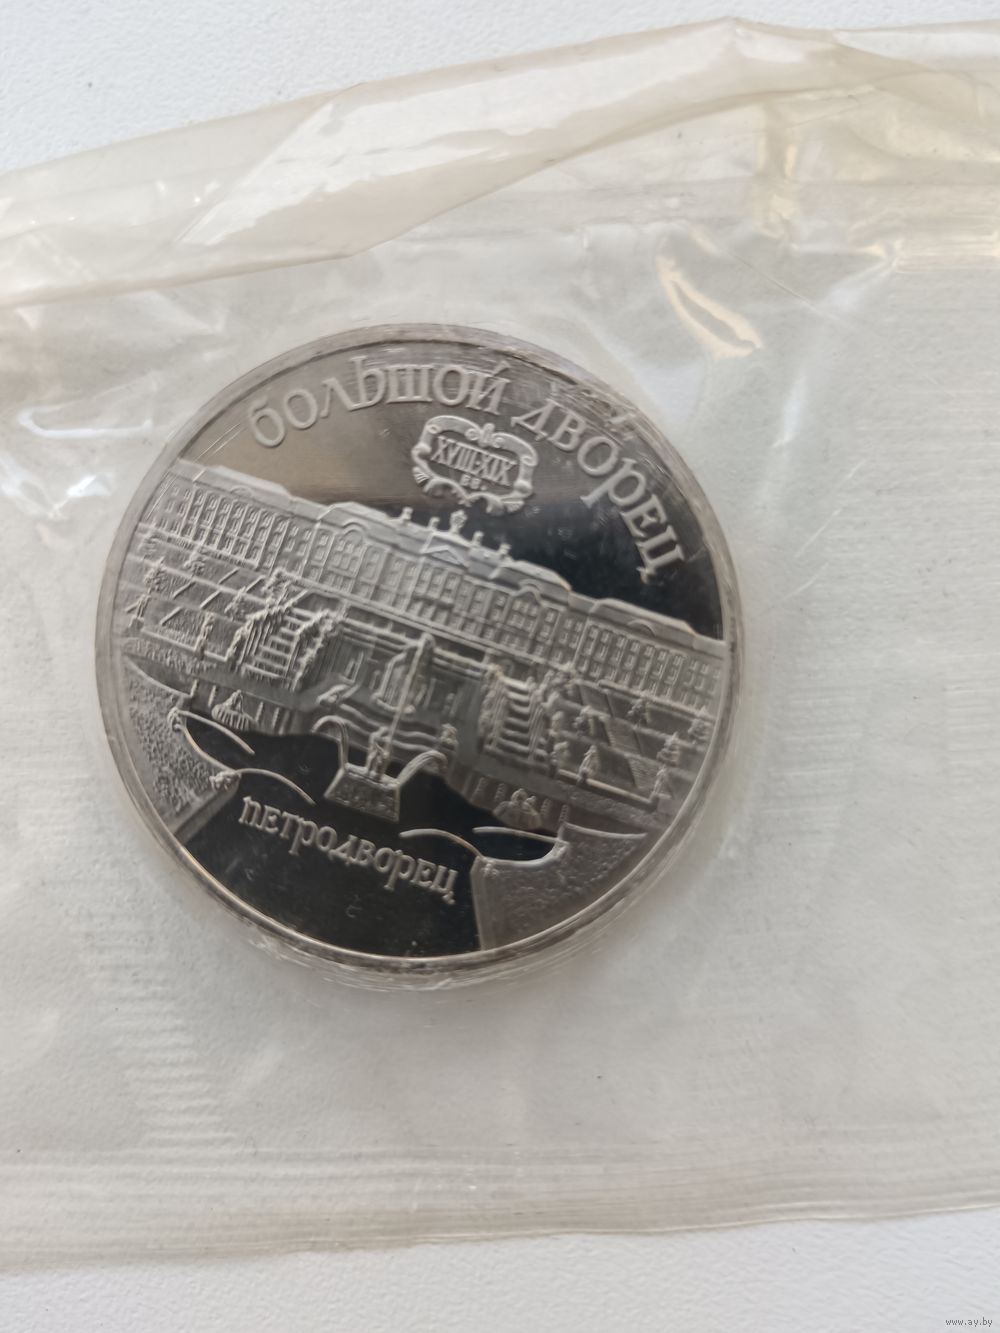 БОЛЬШОЙ ДВОРЕЦ
XVIII-XIX
ВВ.
ПЕТРОДВОРЕЦ
www.ay.by